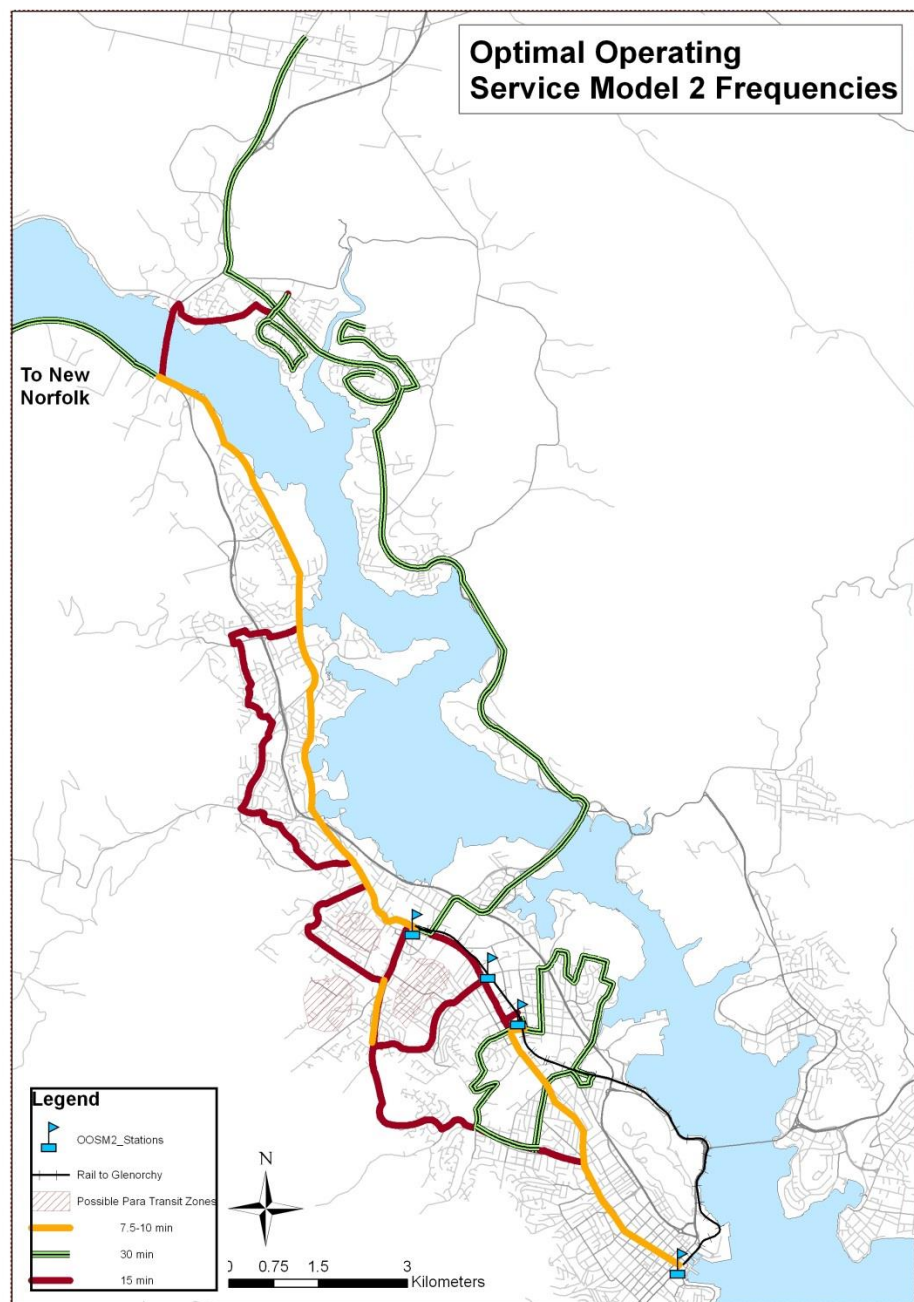 Optimal Operating
Service Model 2 Frequencies
To New
Norfolk
Legend
OOSM2_Stations
Rail to Glenorchy
Possible Para Transit Zones
7.5-10 min
30 min
15 min
N
0 0.75 1.5 3
Kilometers